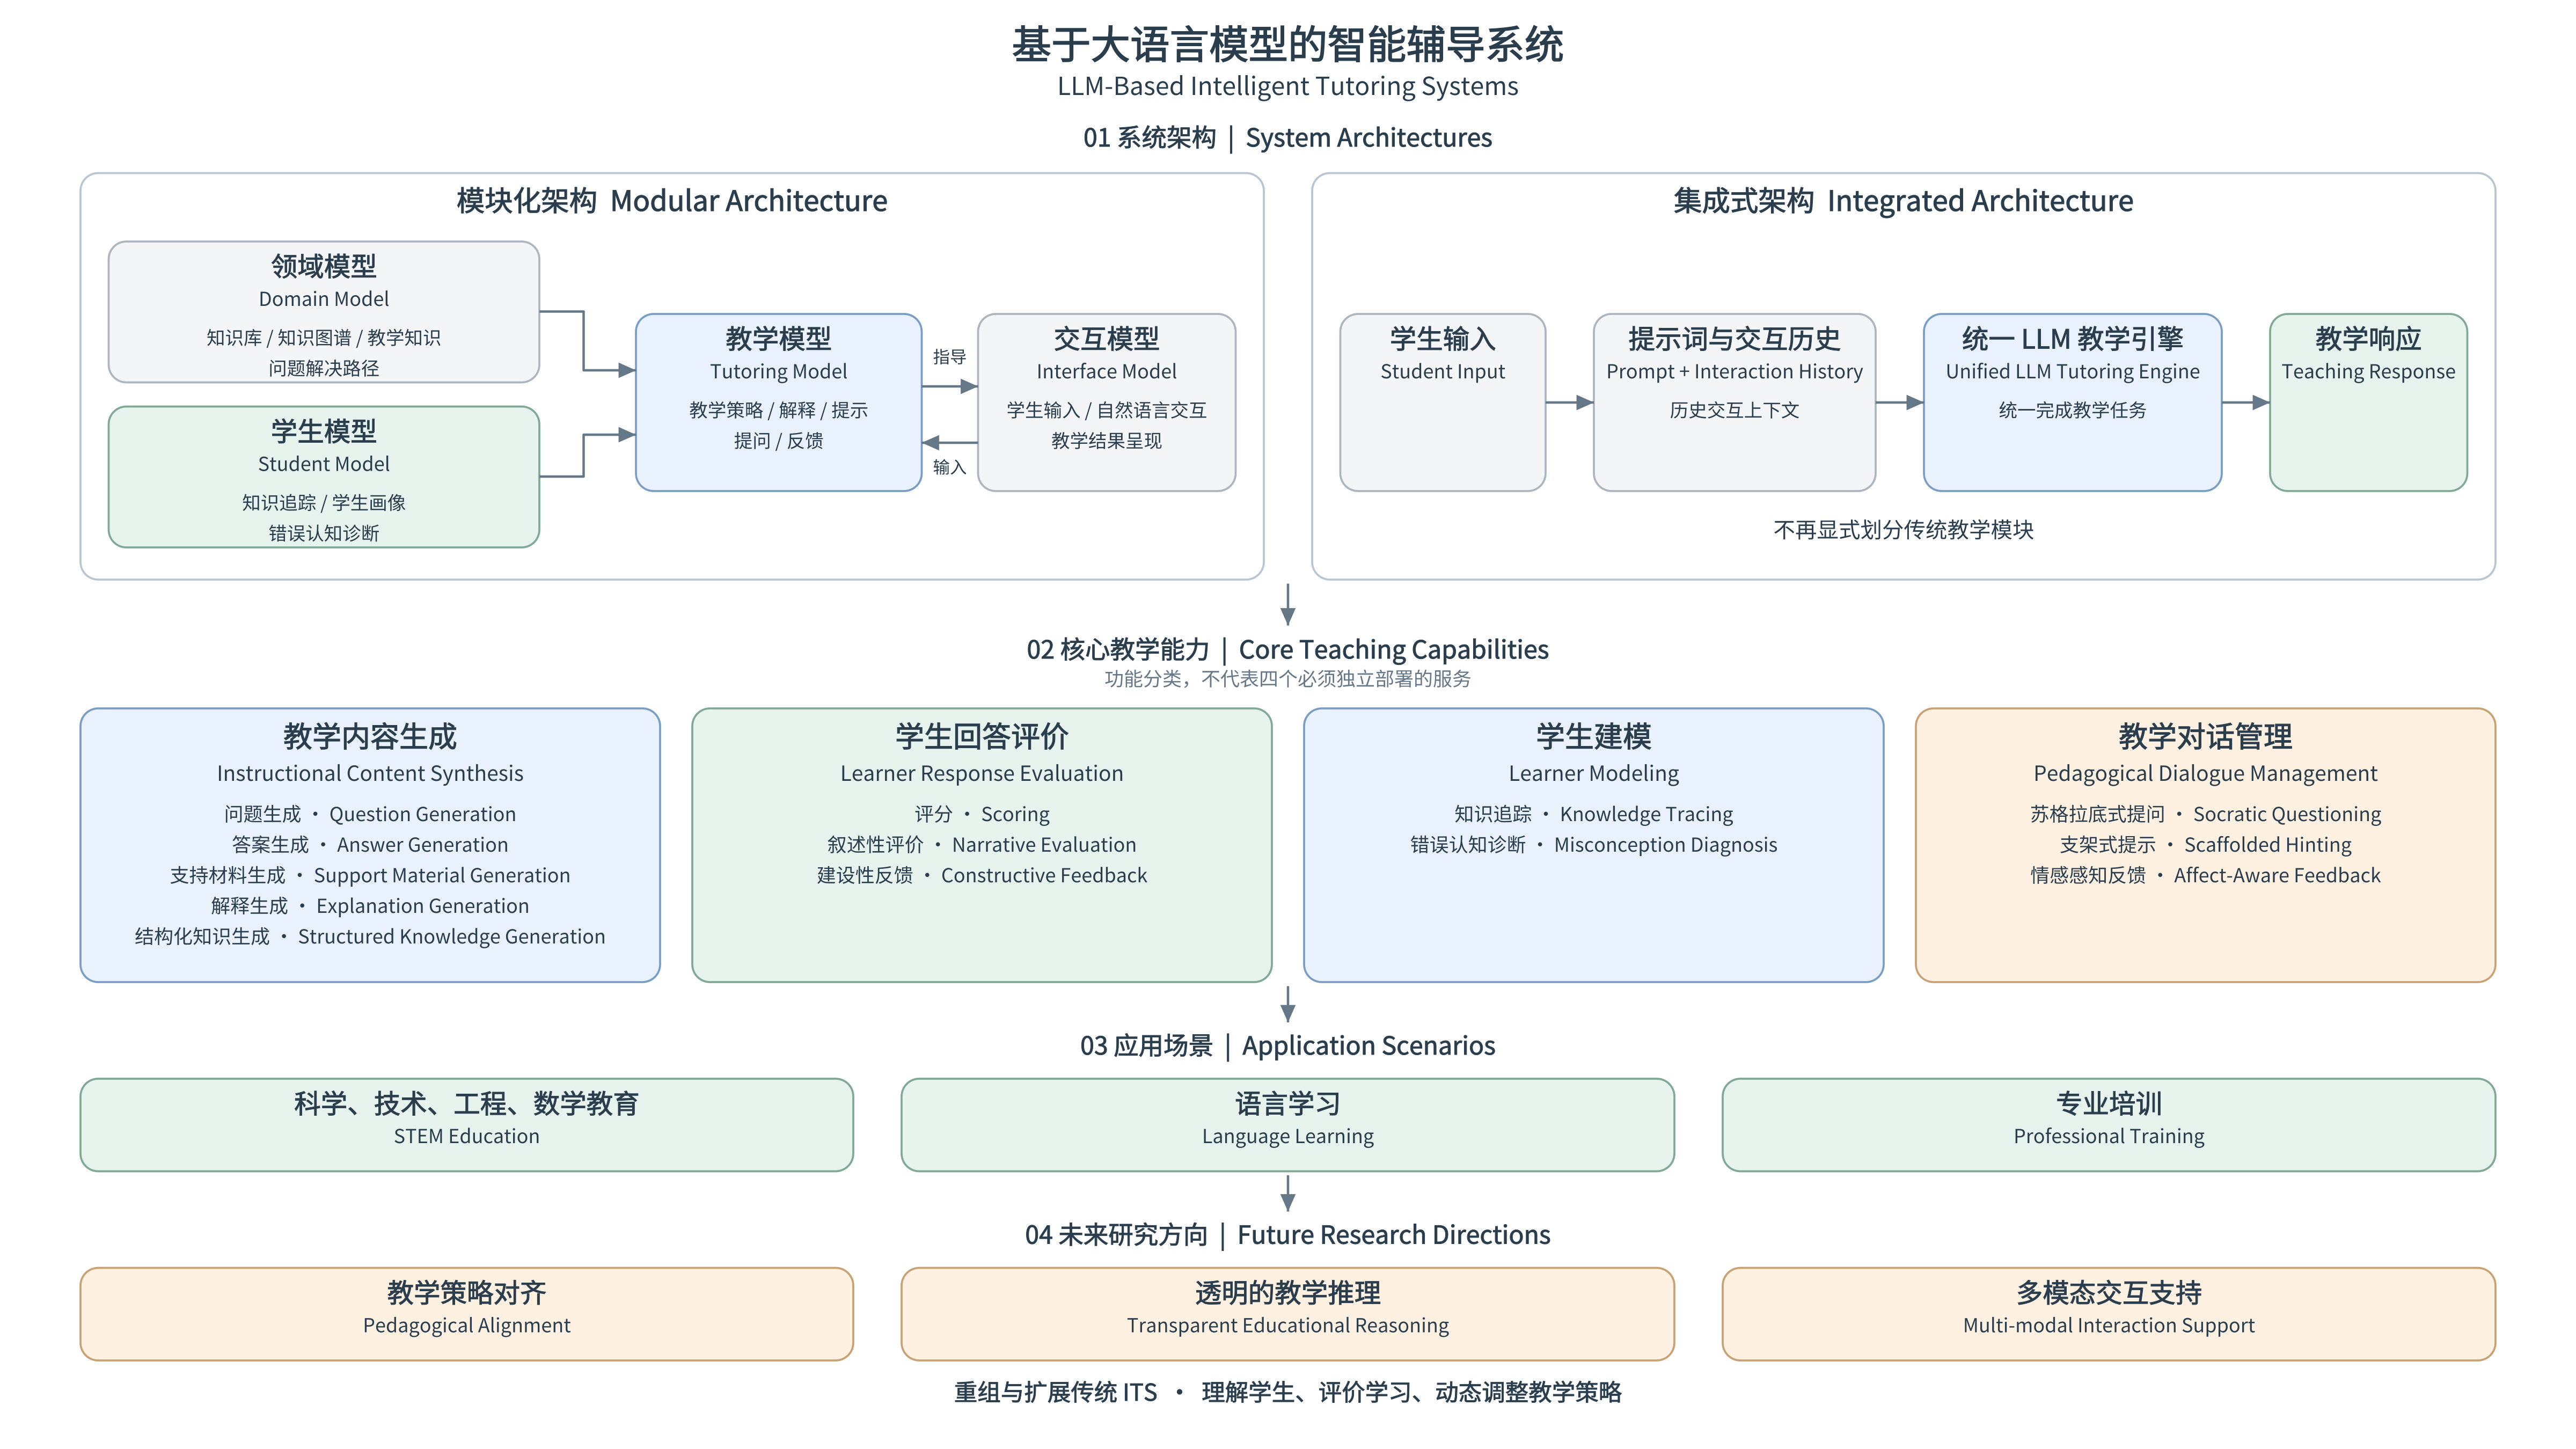 基于大语言模型的智能辅导系统
LLM-Based Intelligent Tutoring Systems
01 系统架构 | System Architectures
模块化架构 Modular Architecture
领域模型
Domain Model
知识库 / 知识图谱 / 教学知识
问题解决路径
学生模型
Student Model
知识追踪 / 学生画像
错误认知诊断
教学模型
Tutoring Model
教学策略 / 解释 / 提示
提问 / 反馈
指导
输入
交互模型
Interface Model
学生输入 / 自然语言交互
教学结果呈现
集成式架构 Integrated Architecture
学生输入
Student Input
提示词与交互历史
Prompt + Interaction History
历史交互上下文
统一 LLM 教学引擎
Unified LLM Tutoring Engine
统一完成教学任务
教学响应
Teaching Response
不再显式划分传统教学模块
02 核心教学能力 | Core Teaching Capabilities
功能分类，不代表四个必须独立部署的服务
教学内容生成
Instructional Content Synthesis
问题生成 • Question Generation
答案生成 • Answer Generation
支持材料生成 • Support Material Generation
解释生成 • Explanation Generation
结构化知识生成 • Structured Knowledge Generation
学生回答评价
Learner Response Evaluation
评分 • Scoring
叙述性评价 • Narrative Evaluation
建设性反馈 • Constructive Feedback
学生建模
Learner Modeling
知识追踪 • Knowledge Tracing
错误认知诊断 • Misconception Diagnosis
教学对话管理
Pedagogical Dialogue Management
苏格拉底式提问 • Socratic Questioning
支架式提示 • Scaffolded Hinting
情感感知反馈 • Affect-Aware Feedback
03 应用场景 | Application Scenarios
科学、技术、工程、数学教育
STEM Education
语言学习
Language Learning
专业培训
Professional Training
04 未来研究方向 | Future Research Directions
教学策略对齐
Pedagogical Alignment
透明的教学推理
Transparent Educational Reasoning
多模态交互支持
Multi-modal Interaction Support
重组与扩展传统 ITS • 理解学生、评价学习、动态调整教学策略